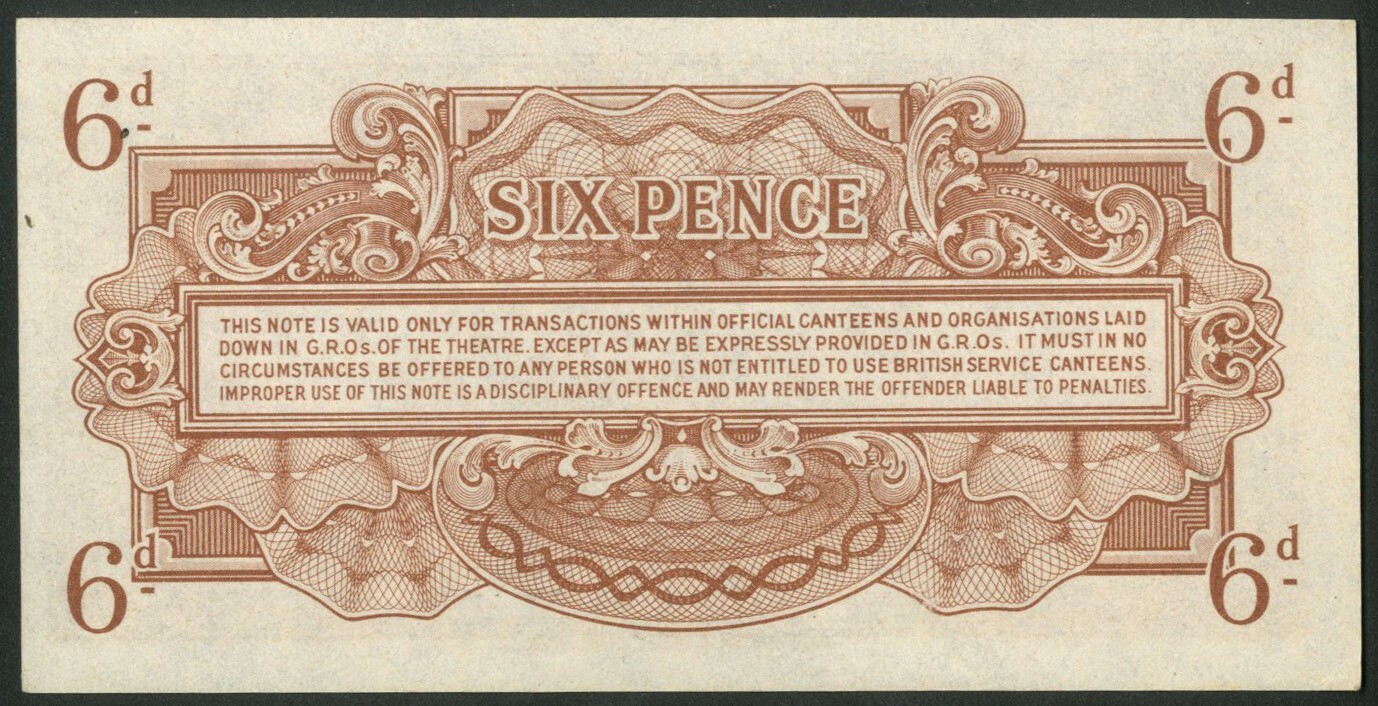 6d-
6d-
SIX PENCE
THIS NOTE IS VALID ONLY FOR TRANSACTIONS WITHIN OFFICIAL CANTEENS AND ORGANISATIONS LAID
DOWN IN G.R.Os. OF THE THEATRE. EXCEPT AS MAY BE EXPRESSLY PROVIDED IN G.R.Os. IT MUST IN NO
CIRCUMSTANCES BE OFFERED TO ANY PERSON WHO IS NOT ENTITLED TO USE BRITISH SERVICE CANTEENS.
IMPROPER USE OF THIS NOTE IS A DISCIPLINARY OFFENCE AND MAY RENDER THE OFFENDER LIABLE TO PENALTIES.
6d-
6d-